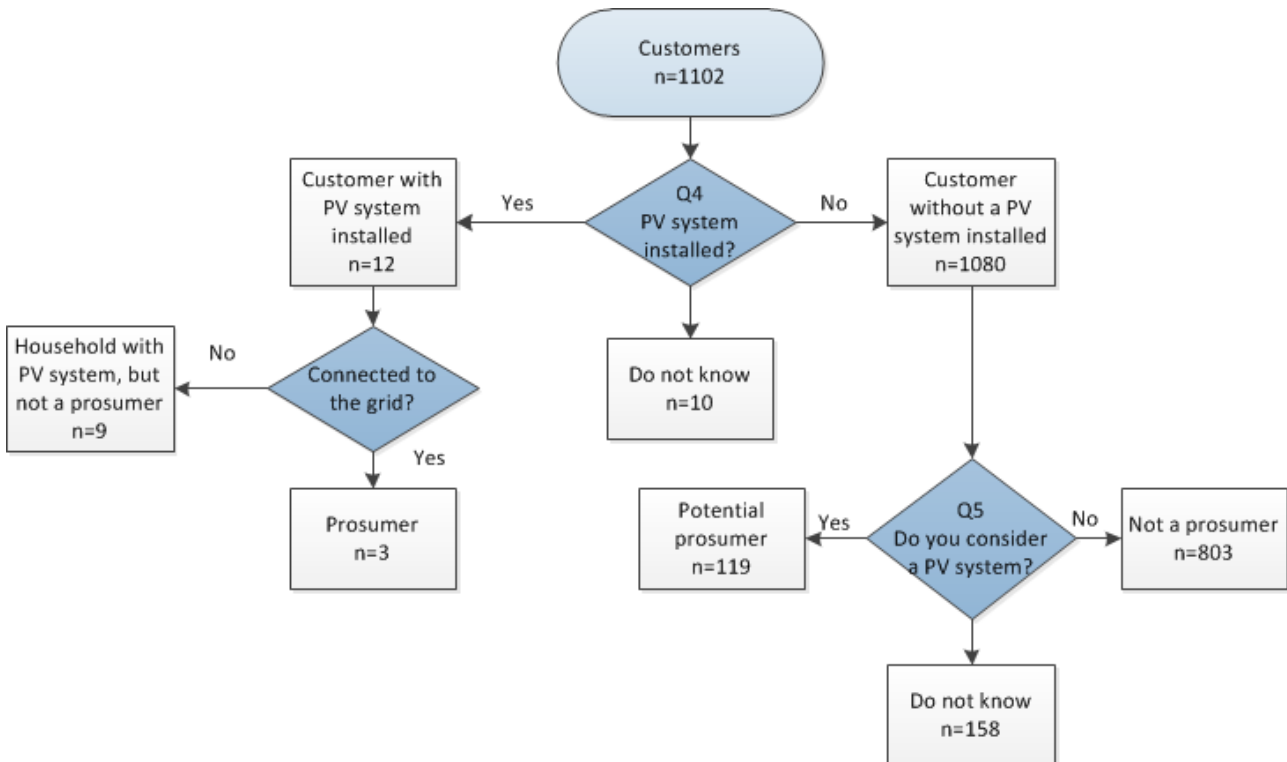 Customers
n=1102
Customer with
PV system
installed
n=12
Yes
Q4
PV system
installed?
No
Customer
without a PV
system installed
n=1080
Household with
PV system, but
not a prosumer
n=9
No
Connected to
the grid?
Do not know
n=10
Yes
Prosumer
n=3
Potential
prosumer
n=119
Yes
Q5
Do you consider
a PV system?
No
Not a prosumer
n=803
Do not know
n=158